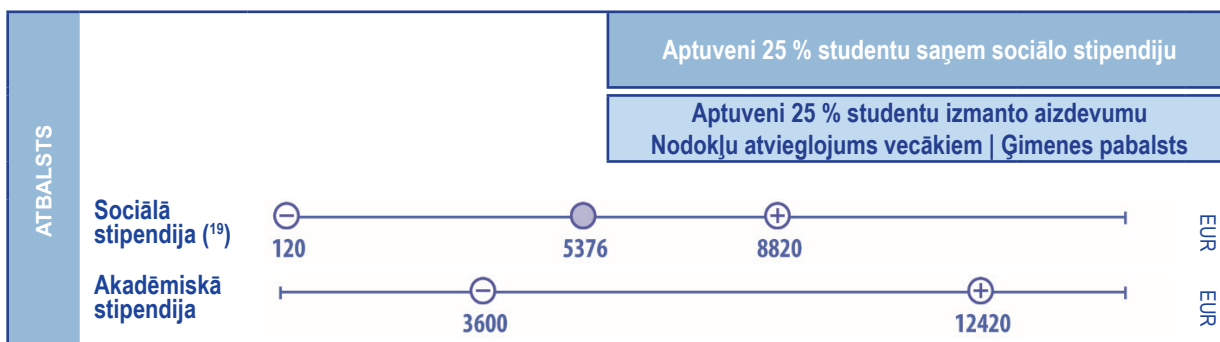 ATBALSTS
Aptuveni 25 % studentu saņem sociālo stipendiju
Aptuveni 25 % studentu izmanto aizdevumu
Nodokļu atvieglojums vecākiem | Ģimenes pabalsts
Sociālā
stipendija (¹⁹)
120 5376 8820
EUR
Akadēmiskā
stipendija
3600 12420
EUR